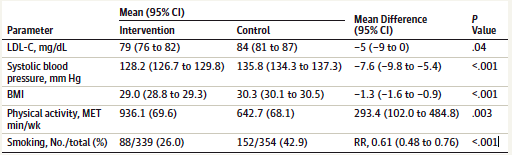 Mean (95% CI)
Mean Difference P
Parameter Intervention Control (95% CI) Value
LDL-C, mg/dL 79 (76 to 82) 84 (81 to 87) −5 (−9 to 0) .04
Systolic blood 128.2 (126.7 to 129.8) 135.8 (134.3 to 137.3) −7.6 (−9.8 to −5.4) <.001
pressure, mm Hg
BMI 29.0 (28.8 to 29.3) 30.3 (30.1 to 30.5) −1.3 (−1.6 to −0.9) <.001
Physical activity, MET 936.1 (69.6) 642.7 (68.1) 293.4 (102.0 to 484.8) .003
min/wk
Smoking, No./total (%) 88/339 (26.0) 152/354 (42.9) RR, 0.61 (0.48 to 0.76) <.001